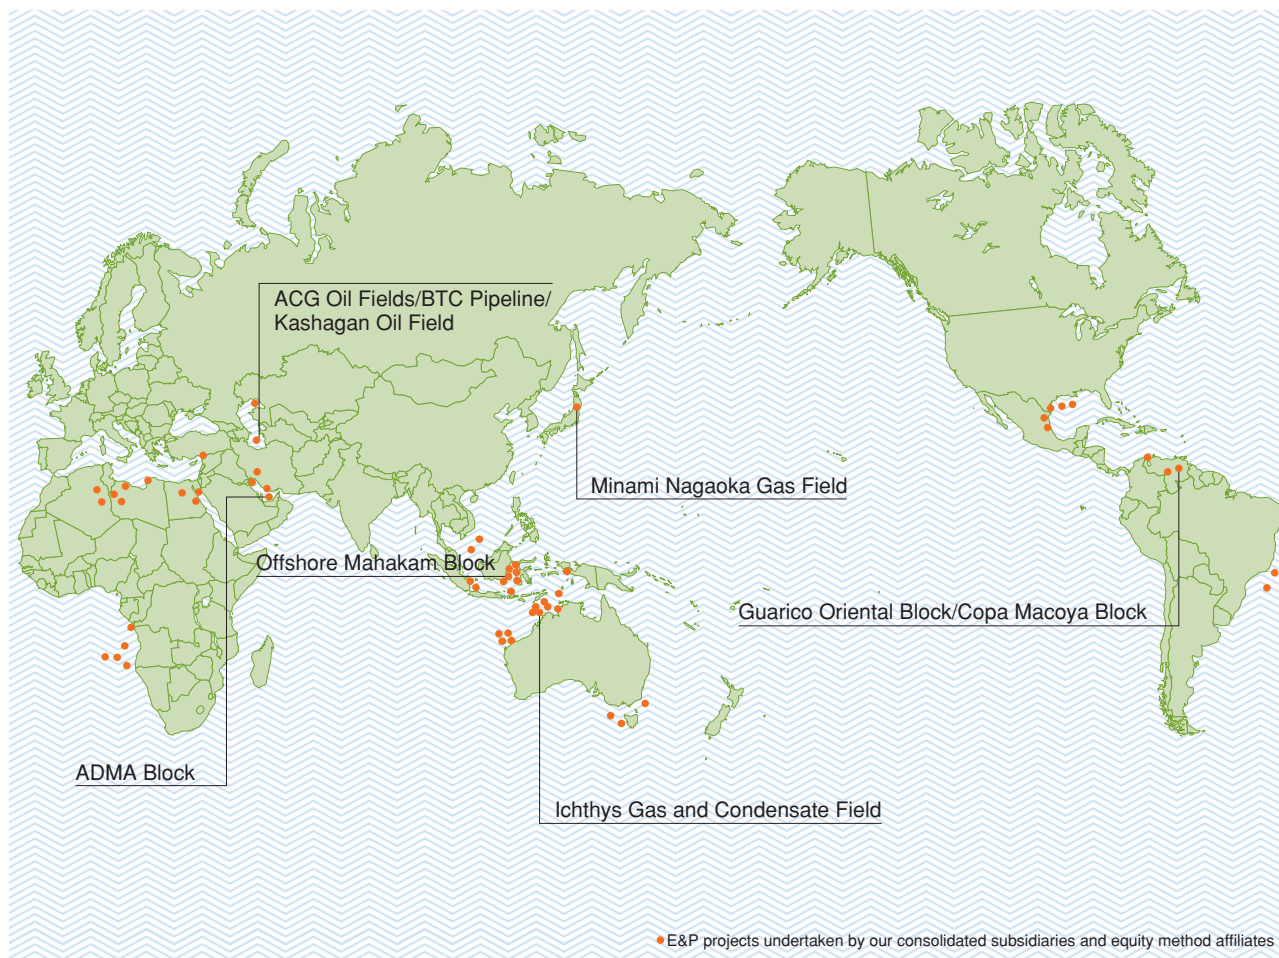 ACG Oil Fields/BTC Pipeline/
Kashagan Oil Field
Minami Nagaoka Gas Field
Offshore Mahakam Block
Guarico Oriental Block/Copa Macoya Block
ADMA Block
Ichthys Gas and Condensate Field
E&P projects undertaken by our consolidated subsidiaries and equity method affiliates